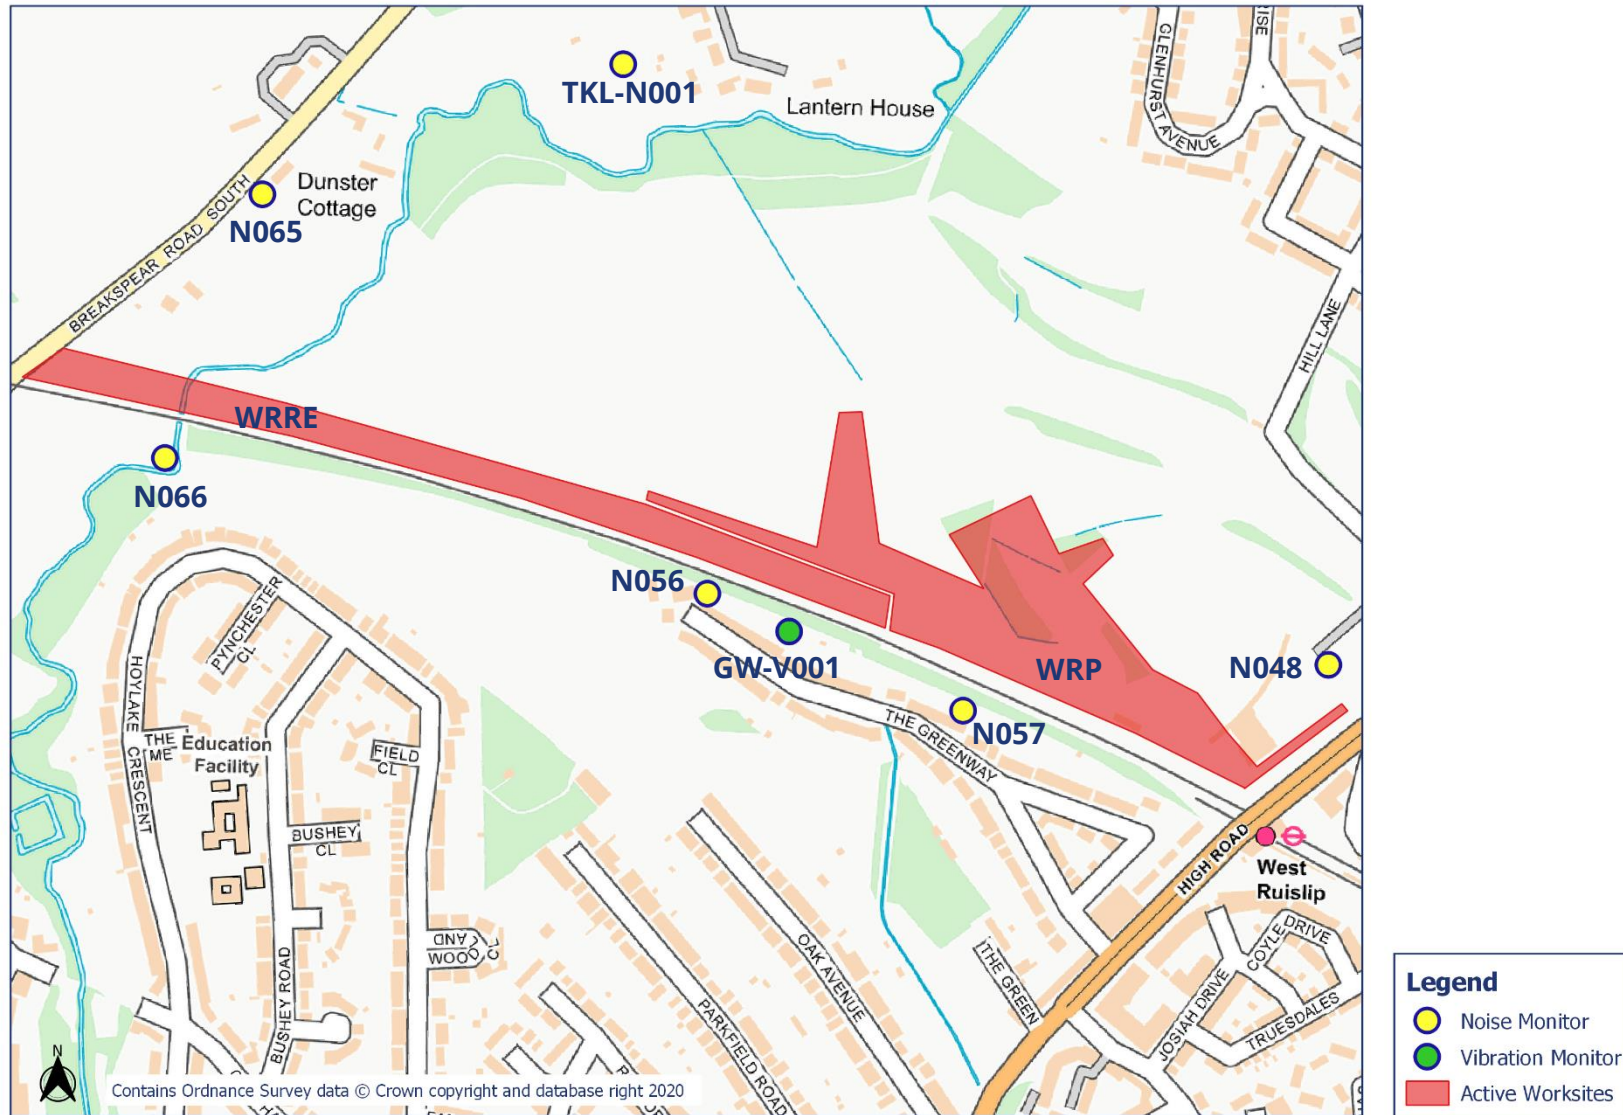 TKL-N001
Lantern House
GLENHURST AVENUE
Dunster
Cottage
N065
BREAKSPEAR ROAD SOUTH
HILL LANE
WRRE
N066
N056
GW-V001
WRP
N048
N057
THE GREENWAY
PYNCHESTER
CL
HOYLAKE CRESCENT
THE
ME
Education
Facility
FIELD
CL
BUSHEY
CL
BUSHEY ROAD
WOOD
AND
CL
PARKFIELD ROAD
OAK AVENUE
THE GREEN
HIGH ROAD
West
Ruislip
COYLE DRIVE
JOSIAH DRIVE
TRUESDALES
N
Contains Ordnance Survey data © Crown copyright and database right 2020
Legend
Noise Monitor
Vibration Monitor
Active Worksites